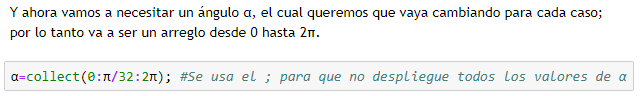 Y ahora vamos a necesitar un ángulo α, el cual queremos que vaya cambiando para cada caso;
por lo tanto va a ser un arreglo desde 0 hasta 2π.
α=collect(0:π/32:2π); #Se usa el ; para que no despliegue todos los valores de α